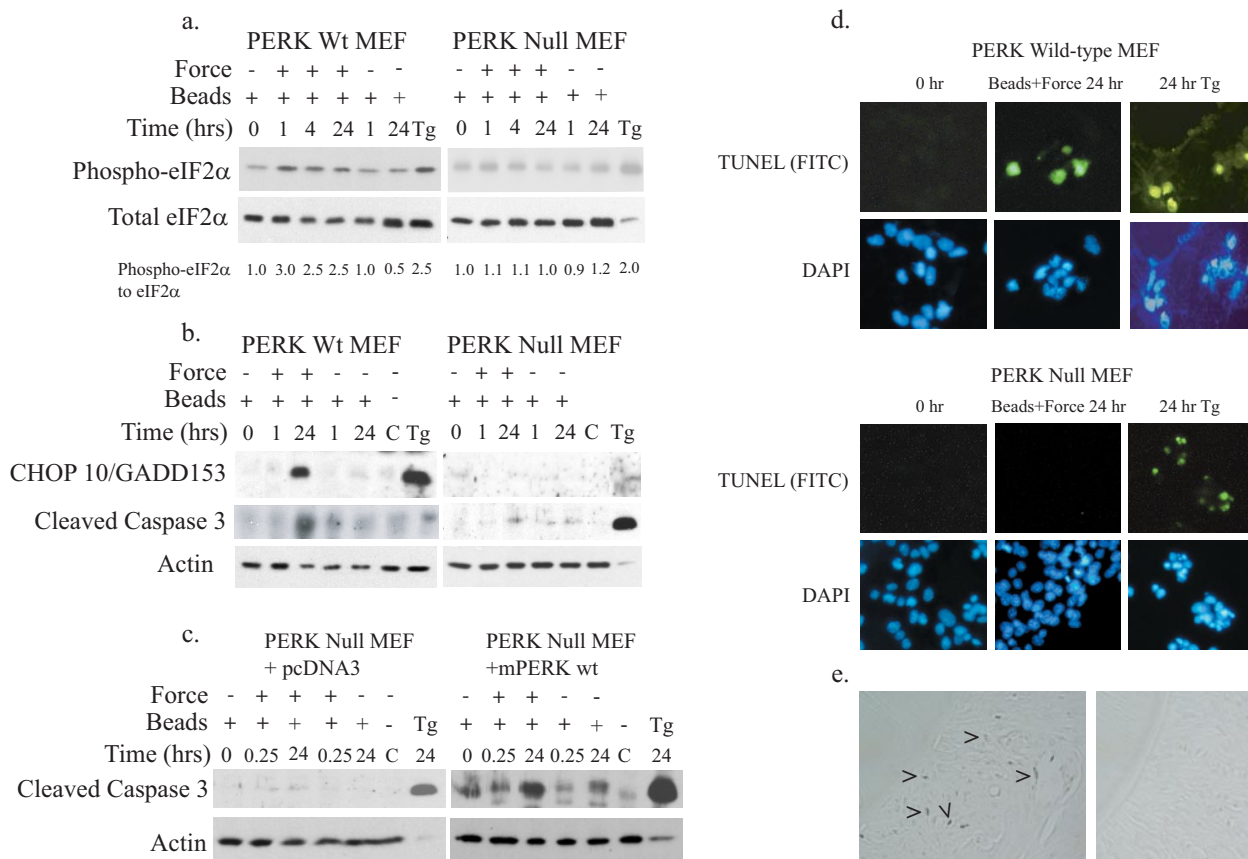 a.
PERK Wt MEF PERK Null MEF
Force - + + + - - - + + + - -
Beads + + + + + + + + + + + +
Time (hrs) 0 1 4 24 1 24 Tg 0 1 4 24 1 24 Tg
Phospho-eIF2α
Total eIF2α
Phospho-eIF2α 1.0 3.0 2.5 2.5 1.0 0.5 2.5 1.0 1.1 1.1 1.0 0.9 1.2 2.0
to eIF2α
b.
PERK Wt MEF PERK Null MEF
Force - + + - - - - + + - -
Beads + + + + + - + + + + +
Time (hrs) 0 1 24 1 24 C Tg 0 1 24 1 24 C Tg
CHOP 10/GADD153
Cleaved Caspase 3
Actin
c.
PERK Null MEF PERK Null MEF
+ pcDNA3 +mPERK wt
Force - + + + - - - + + - -
Beads + + + + + - Tg + + + + + - Tg
Time (hrs) 0 0.25 24 0.25 24 C 24 0 0.25 24 0.25 24 C 24
Cleaved Caspase 3
Actin
d.
PERK Wild-type MEF
0 hr Beads+Force 24 hr 24 hr Tg
TUNEL (FITC)
DAPI
PERK Null MEF
0 hr Beads+Force 24 hr 24 hr Tg
TUNEL (FITC)
DAPI
e.